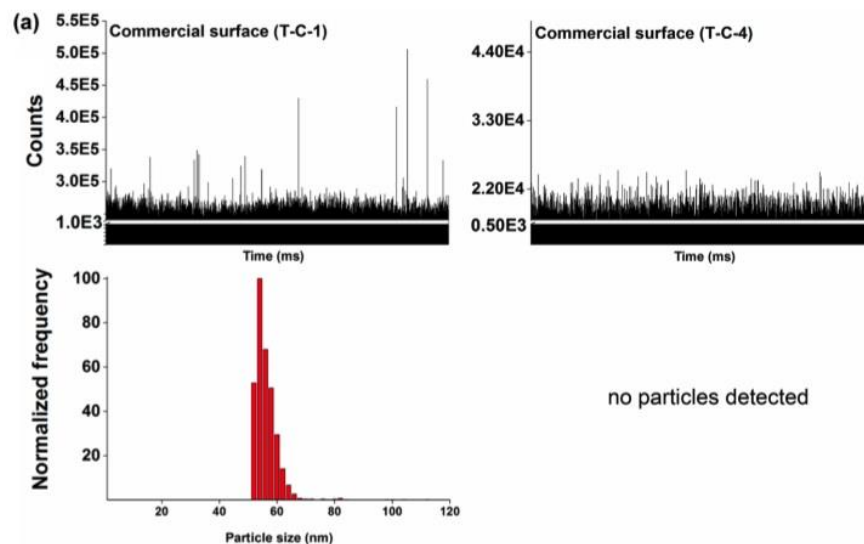 (a)
Commercial surface (T-C-1)
Counts
5.5E5
5.0E5
4.5E5
4.0E5
3.5E5
3.0E5
1.0E3
Time (ms)
Commercial surface (T-C-4)
4.40E4
3.30E4
2.20E4
0.50E3
Time (ms)
Normalized frequency
100
80
60
40
20
20 40 60 80 100 120
Particle size (nm)
no particles detected